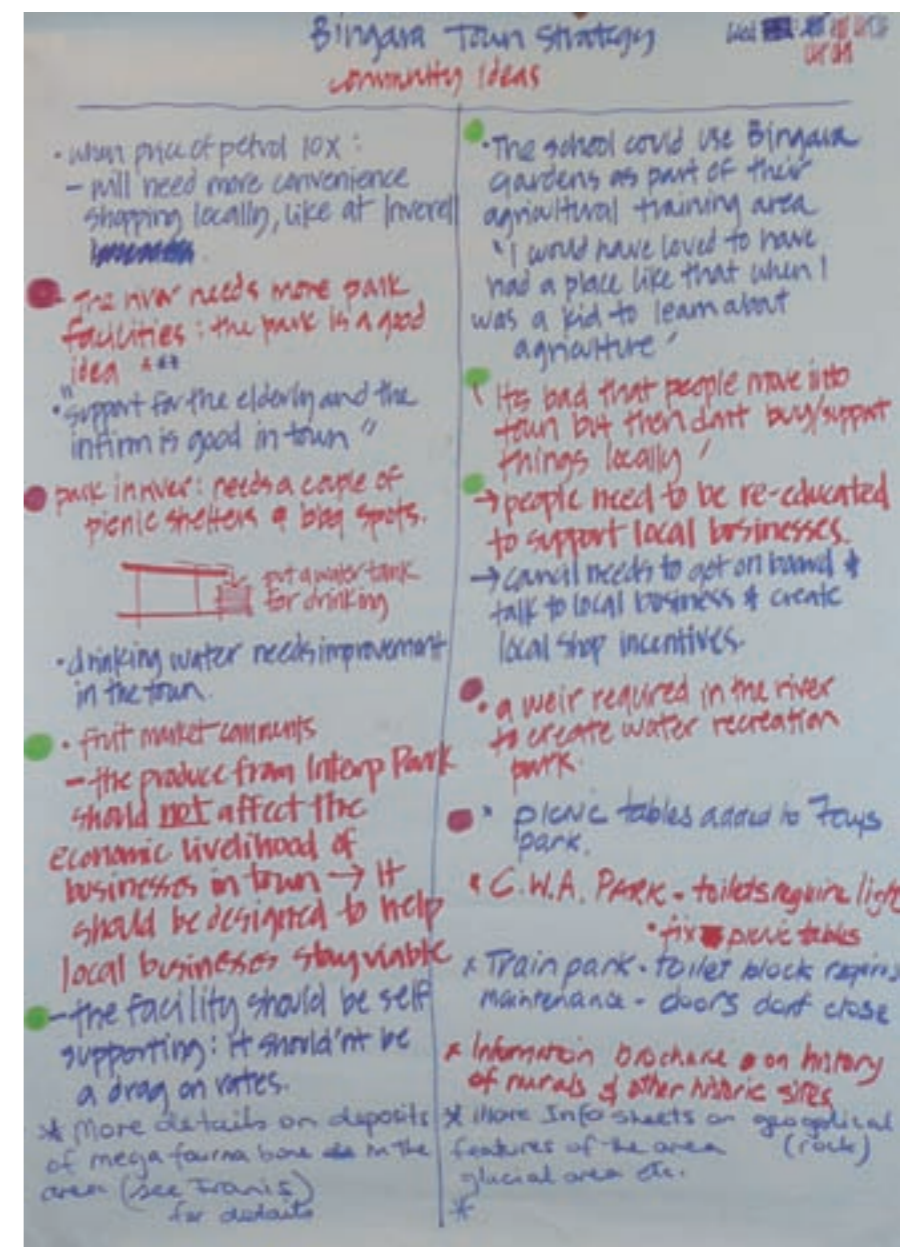 Bingara Town Strategy
Community Ideas
• when price of petrol 10x :
- will need more convenience
shopping locally, like at Inverell
- The river needs more park
facilities : the park is a good
idea ***
• "support for the elderly and the
infirm is good in town"
park in river: needs a couple of
picnic shelters & bbq spots.
put a water tank
for drinking
• drinking water needs improvement
in the town.
• fruit market comments
- the produce from Interp Park
should not affect the
economic livelihood of
businesses in town → It
should be designed to help
local businesses stay viable
- the facility should be self
supporting: it should'nt be
a drag on rates.
* More details on deposits
of mega fauna bone in the
area (see
for details
• The school could use Bingara
gardens as part of their
agricultural training area
"I would have loved to have
had a place like that when I
was a kid to learn about
agriculture"
Its bad that people move into
town but then don't buy/support
things locally
→ people need to be re-educated
to support local businesses.
→ council needs to get on board &
talk to local business & create
local shop incentives.
• a weir required in the river
to create water recreation
park.
• picnic tables added to
park.
• C.W.A. PARK - toilets require light
• fix picnic tables
x Train park - toilet block requires
maintenance - doors dont close
x Information brochure on history
of murals & other historic sites
* More Info sheets on
features of the area (rock)
glacial area etc.
*